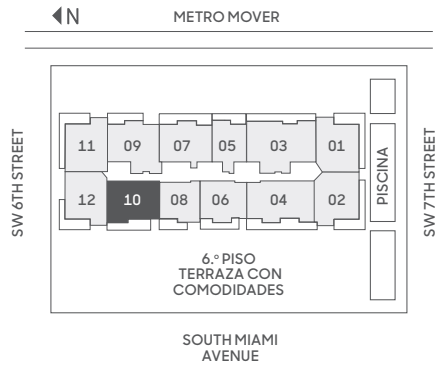 N
METRO MOVER
SW 6TH STREET
11 09 07 05 03 01
12 10 08 06 04 02
PISCINA
SW 7TH STREET
6.º PISO
TERRAZA CON
COMODIDADES
SOUTH MIAMI
AVENUE